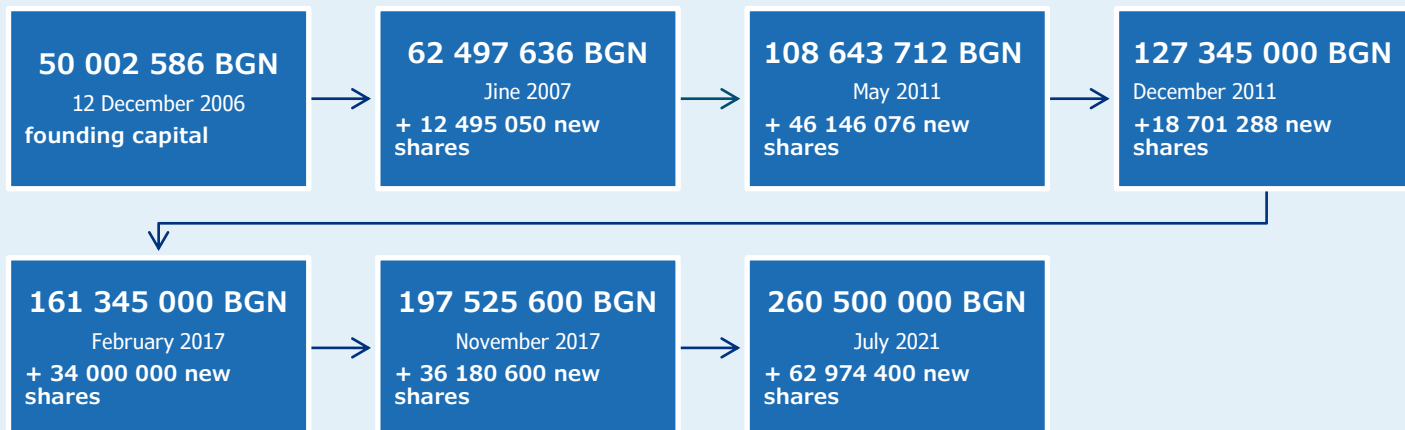 50 002 586 BGN
12 December 2006
founding capital
62 497 636 BGN
Jine 2007
+ 12 495 050 new
shares
108 643 712 BGN
May 2011
+ 46 146 076 new
shares
127 345 000 BGN
December 2011
+18 701 288 new
shares
161 345 000 BGN
February 2017
+ 34 000 000 new
shares
197 525 600 BGN
November 2017
+ 36 180 600 new
shares
260 500 000 BGN
July 2021
+ 62 974 400 new
shares